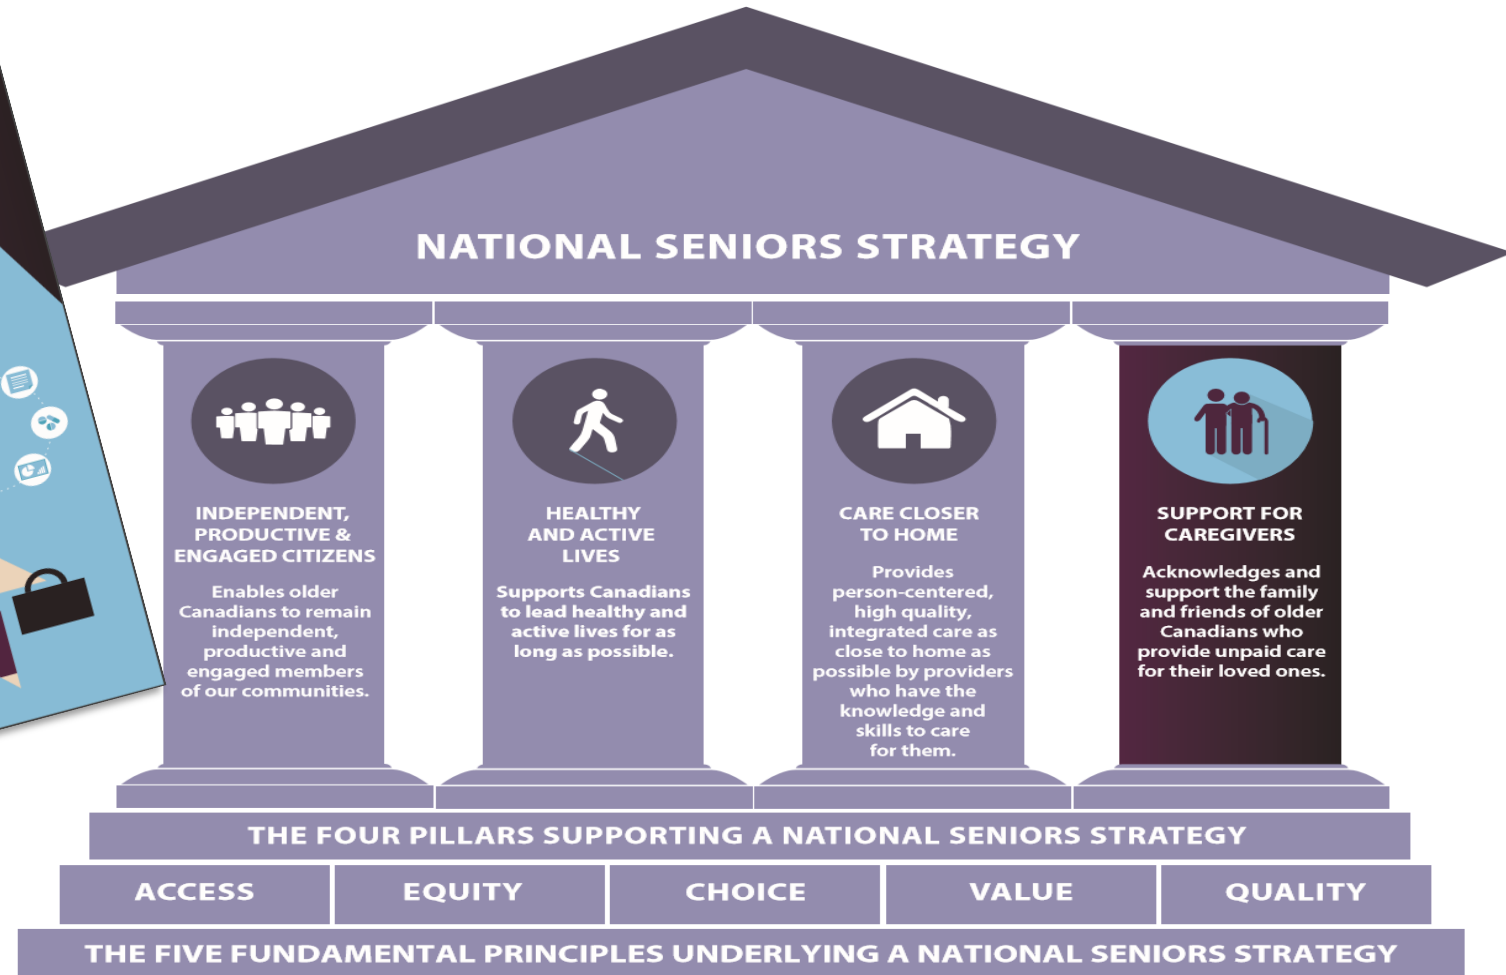 NATIONAL SENIORS STRATEGY
INDEPENDENT,
PRODUCTIVE &
ENGAGED CITIZENS
Enables older
Canadians to remain
independent,
productive and
engaged members
of our communities.
HEALTHY
AND ACTIVE
LIVES
Supports Canadians
to lead healthy and
active lives for as
long as possible.
CARE CLOSER
TO HOME
Provides
person-centered,
high quality,
integrated care as
close to home as
possible by providers
who have the
knowledge and
skills to care
for them.
SUPPORT FOR
CAREGIVERS
Acknowledges and
support the family
and friends of older
Canadians who
provide unpaid care
for their loved ones.
THE FOUR PILLARS SUPPORTING A NATIONAL SENIORS STRATEGY
ACCESS EQUITY CHOICE VALUE QUALITY
THE FIVE FUNDAMENTAL PRINCIPLES UNDERLYING A NATIONAL SENIORS STRATEGY